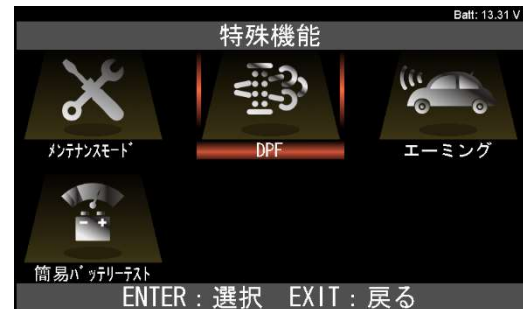 Batt: 13.31 V
特殊機能
ﾒﾝﾃﾅﾝｽﾓｰﾄﾞ
DPF
エーミング
簡易ﾊﾞｯﾃﾘｰﾃｽﾄ
ENTER：選択 EXIT：戻る